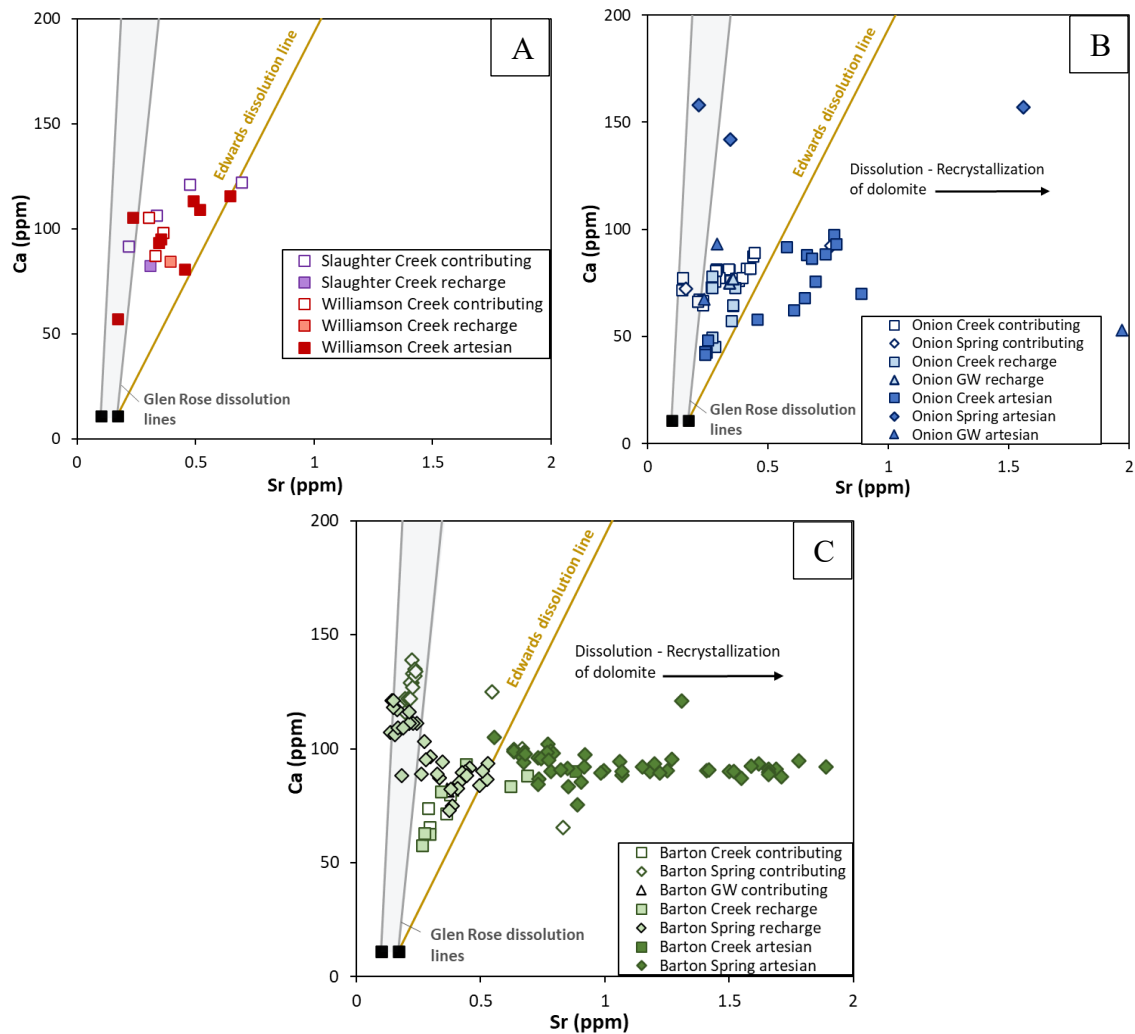 A
200
150
100
50
0
Ca (ppm)
Edwards dissolution line
Slaughter Creek contributing
Slaughter Creek recharge
Williamson Creek contributing
Williamson Creek recharge
Williamson Creek artesian
Glen Rose dissolution
lines
0
0.5
1
1.5
2
Sr (ppm)
B
200
150
100
50
0
Ca (ppm)
Edwards dissolution line
Dissolution - Recrystallization
of dolomite
Onion Creek contributing
Onion Spring contributing
Onion Creek recharge
Onion GW recharge
Onion Creek artesian
Onion Spring artesian
Onion GW artesian
Glen Rose dissolution
lines
0
0.5
1
1.5
2
Sr (ppm)
C
200
150
100
50
0
Ca (ppm)
Edwards dissolution line
Dissolution - Recrystallization
of dolomite
Barton Creek contributing
Barton Spring contributing
Barton GW contributing
Barton Creek recharge
Barton Spring recharge
Barton Creek artesian
Barton Spring artesian
Glen Rose dissolution
lines
0
0.5
1
1.5
2
Sr (ppm)